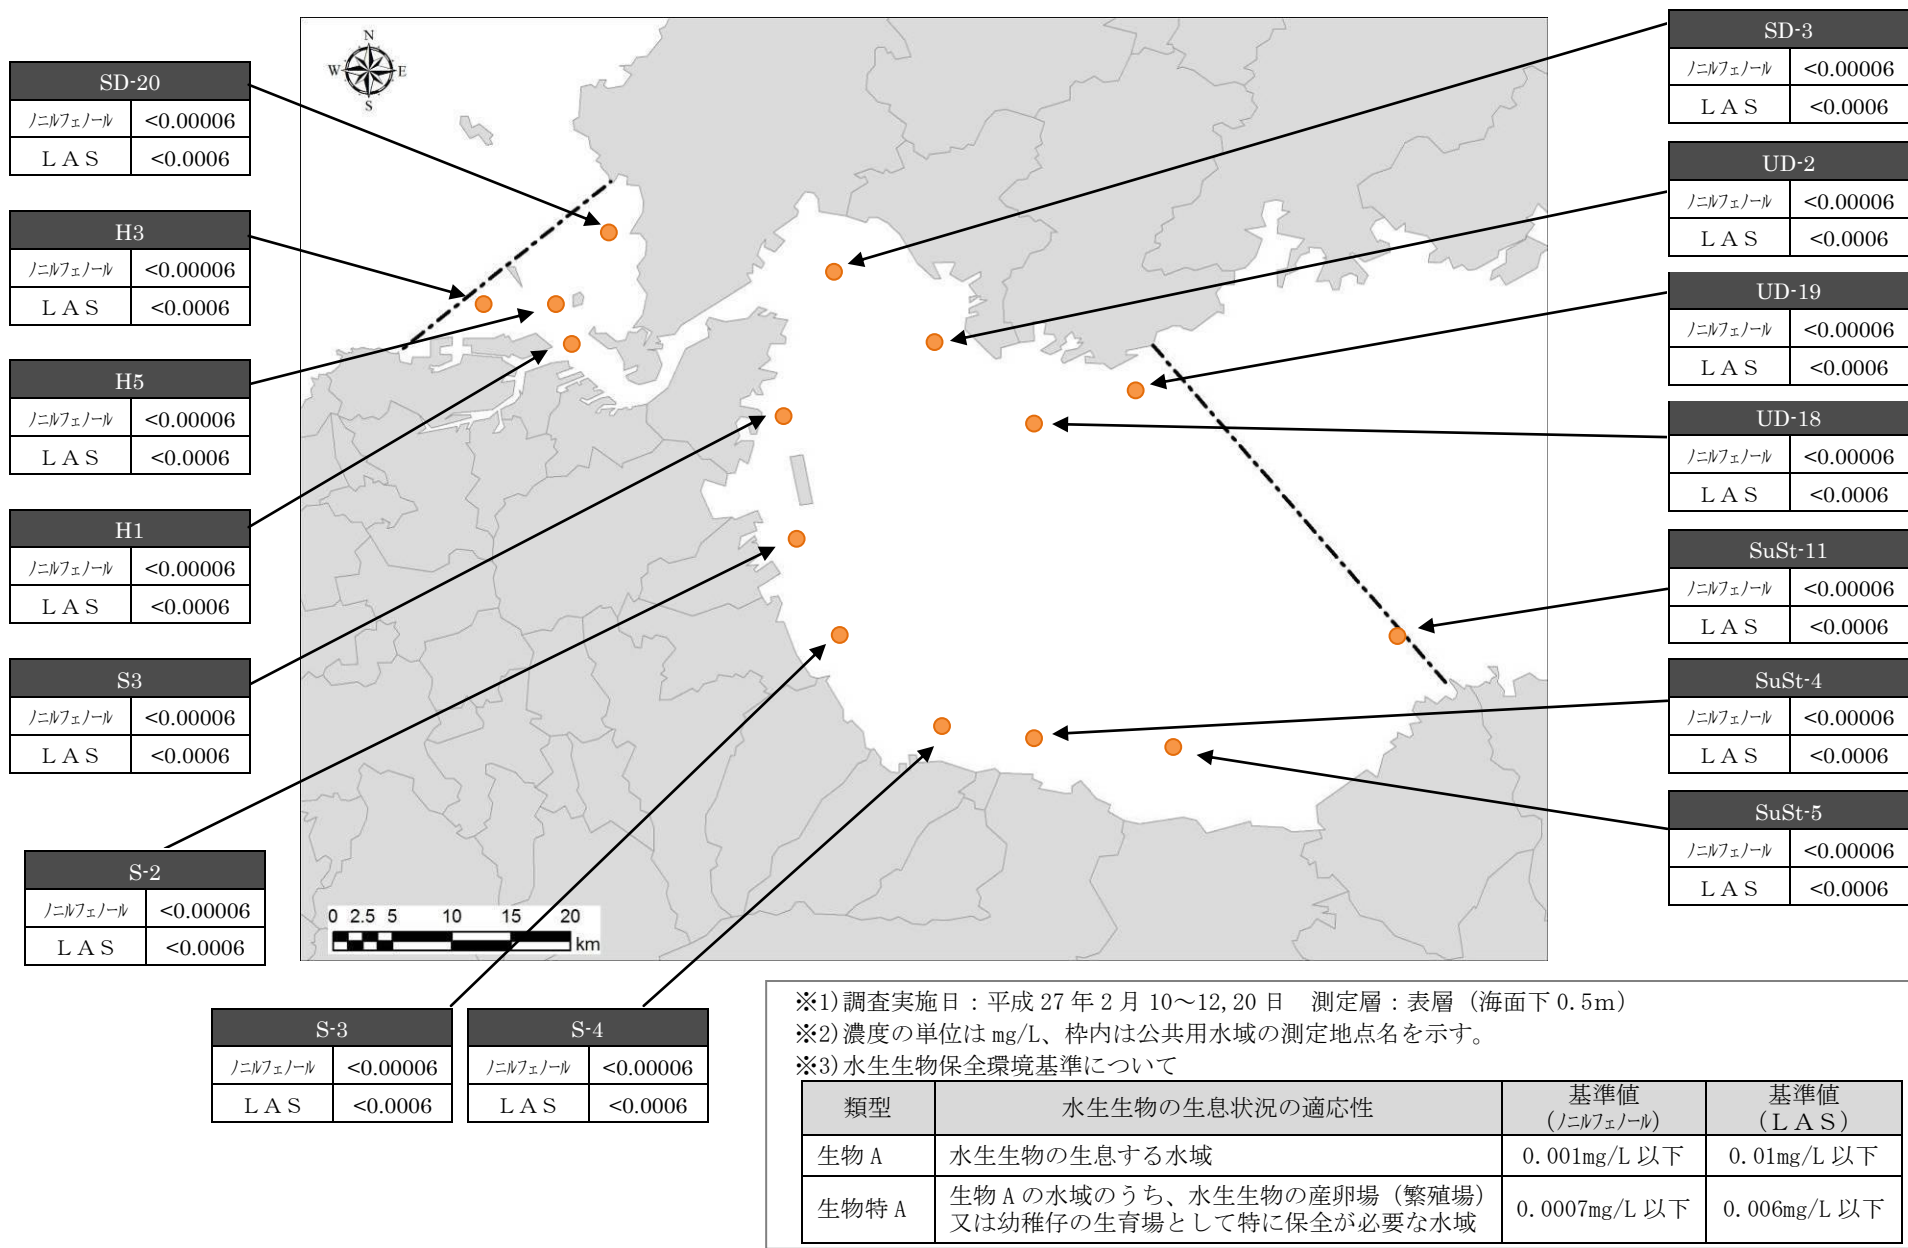 N
W
E
S
SD-20
ﾉﾆﾙﾌｪﾉｰﾙ <0.00006
ＬＡＳ <0.0006
H3
ﾉﾆﾙﾌｪﾉｰﾙ <0.00006
ＬＡＳ <0.0006
H5
ﾉﾆﾙﾌｪﾉｰﾙ <0.00006
ＬＡＳ <0.0006
H1
ﾉﾆﾙﾌｪﾉｰﾙ <0.00006
ＬＡＳ <0.0006
S3
ﾉﾆﾙﾌｪﾉｰﾙ <0.00006
ＬＡＳ <0.0006
S-2
ﾉﾆﾙﾌｪﾉｰﾙ <0.00006
ＬＡＳ <0.0006
S-3
ﾉﾆﾙﾌｪﾉｰﾙ <0.00006
ＬＡＳ <0.0006
S-4
ﾉﾆﾙﾌｪﾉｰﾙ <0.00006
ＬＡＳ <0.0006
SD-3
ﾉﾆﾙﾌｪﾉｰﾙ <0.00006
ＬＡＳ <0.0006
UD-2
ﾉﾆﾙﾌｪﾉｰﾙ <0.00006
ＬＡＳ <0.0006
UD-19
ﾉﾆﾙﾌｪﾉｰﾙ <0.00006
ＬＡＳ <0.0006
UD-18
ﾉﾆﾙﾌｪﾉｰﾙ <0.00006
ＬＡＳ <0.0006
SuSt-11
ﾉﾆﾙﾌｪﾉｰﾙ <0.00006
ＬＡＳ <0.0006
SuSt-4
ﾉﾆﾙﾌｪﾉｰﾙ <0.00006
ＬＡＳ <0.0006
SuSt-5
ﾉﾆﾙﾌｪﾉｰﾙ <0.00006
ＬＡＳ <0.0006
0 2.5 5 10 15 20
km
※1)調査実施日：平成 27 年 2 月 10～12,20 日 測定層：表層（海面下 0.5m）
※2)濃度の単位は mg/L、枠内は公共用水域の測定地点名を示す。
※3)水生生物保全環境基準について
類型 水生生物の生息状況の適応性 基準値（ﾉﾆﾙﾌｪﾉｰﾙ） 基準値（ＬＡＳ）
生物 A 水生生物の生息する水域 0.001mg/L 以下 0.01mg/L 以下
生物特 A 生物 A の水域のうち、水生生物の産卵場（繁殖場）
又は幼稚仔の生育場として特に保全が必要な水域 0.0007mg/L 以下 0.006mg/L 以下